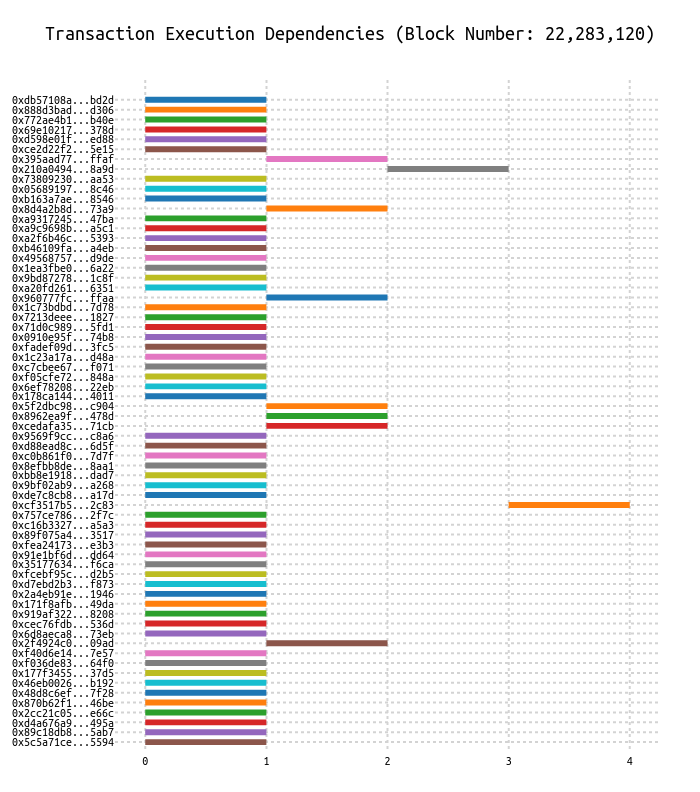 Transaction Execution Dependencies (Block Number: 22,283,120)
0xdb57108a...bd2d
0x888d3bad...d306
0x772ae4b1...b40e
0x69e10217...378d
0xd598e01f...ed88
0xce2d22f2...5e15
0x395aad77...ffaf
0x210a0494...8a9d
0x73809230...aa53
0x05689197...8c46
0xb163a7ae...8546
0x8d4a2b8d...73a9
0xa9317245...47ba
0xa9c9698b...a5c1
0xa2f6b46c...5393
0xb46109fa...a4eb
0x49568757...d9de
0x1ea3fbe0...6a22
0x9bd87278...1c8f
0xa20fd261...6351
0x960777fc...ffaa
0x1c73bdbd...7d78
0x7213deee...1827
0x71d0c989...5fd1
0x0910e95f...74b8
0xfadef09d...3fc5
0x1c23a17a...d48a
0xc7cbee67...f071
0xf05cfe72...848a
0x6ef78208...22eb
0x178ca144...4011
0x5f2dbc98...c904
0x8962ea9f...478d
0xcedafa35...71cb
0x9569f9cc...c8a6
0xd88ead8c...6d5f
0xc0b861f0...7d7f
0x8efbb8de...8aa1
0xbb8e1918...dad7
0x9bf02ab9...a268
0xde7c8cb8...a17d
0xcf3517b5...2c83
0x757ce786...2f7c
0xc16b3327...a5a3
0x89f075a4...3517
0xfea24173...e3b3
0x91e1bf6d...dd64
0x35177634...f6ca
0xfcebf95c...d2b5
0xd7ebd2b3...f873
0x2a4eb91e...1946
0x171f8afb...49da
0x919af322...8208
0xcec76fdb...536d
0x6d8aeca8...73eb
0x2f4924c0...09ad
0xf40d6e14...7e57
0xf036de83...64f0
0x177f3455...37d5
0x46eb0026...b192
0x48d8c6ef...7f28
0x870b62f1...46be
0x2cc21c05...e66c
0xd4a676a9...495a
0x89c18db8...5ab7
0x5c5a71ce...5594
0 1 2 3 4